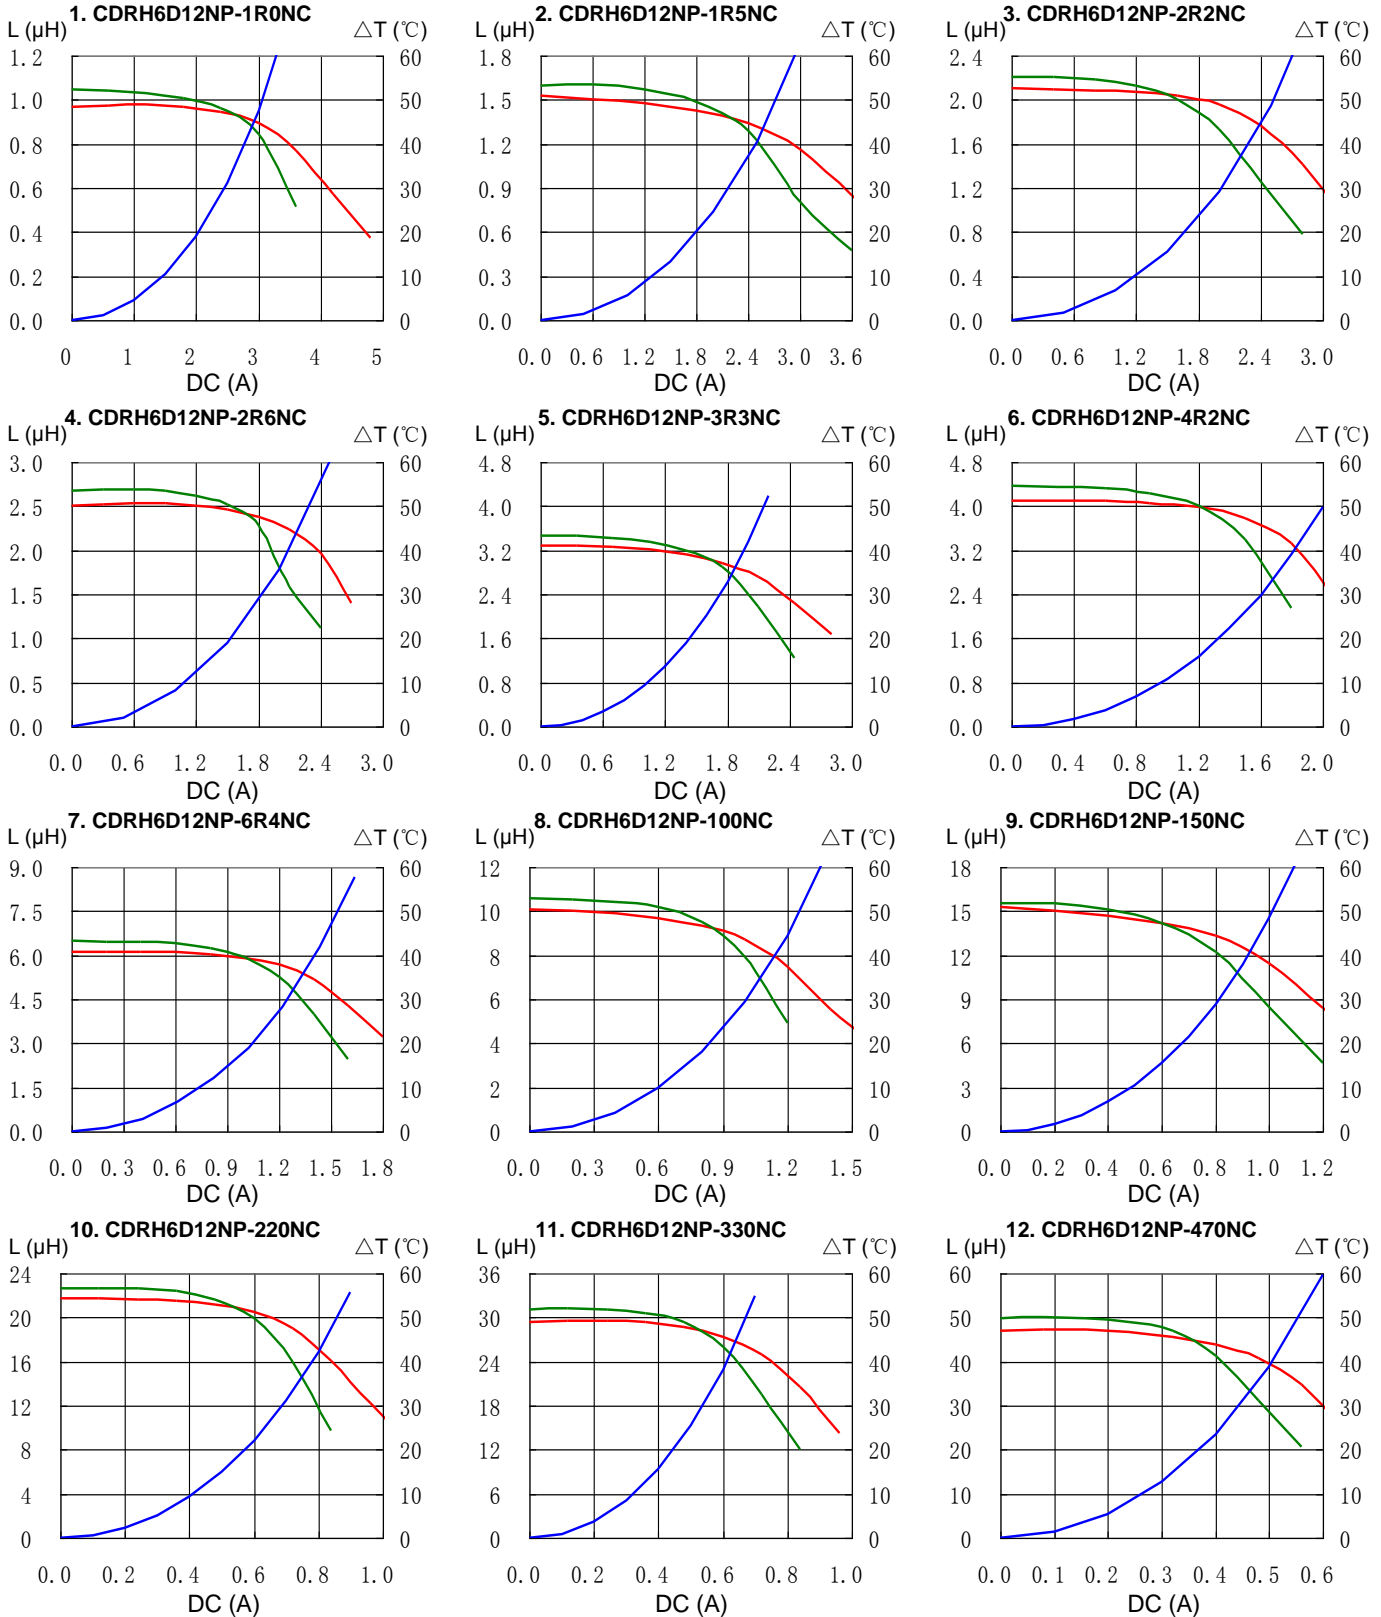 1. CDRH6D12NP-1R0NC
L (μH) △T (℃)
1.2 60
1.0 50
0.8 40
0.6 30
0.4 20
0.2 10
0.0 0
0 1 2 3 4 5
DC (A)
2. CDRH6D12NP-1R5NC
L (μH) △T (℃)
1.8 60
1.5 50
1.2 40
0.9 30
0.6 20
0.3 10
0.0 0
0.0 0.6 1.2 1.8 2.4 3.0 3.6
DC (A)
3. CDRH6D12NP-2R2NC
L (μH) △T (℃)
2.4 60
2.0 50
1.6 40
1.2 30
0.8 20
0.4 10
0.0 0
0.0 0.6 1.2 1.8 2.4 3.0
DC (A)
4. CDRH6D12NP-2R6NC
L (μH) △T (℃)
3.0 60
2.5 50
2.0 40
1.5 30
1.0 20
0.5 10
0.0 0
0.0 0.6 1.2 1.8 2.4 3.0
DC (A)
5. CDRH6D12NP-3R3NC
L (μH) △T (℃)
4.8 60
4.0 50
3.2 40
2.4 30
1.6 20
0.8 10
0.0 0
0.0 0.6 1.2 1.8 2.4 3.0
DC (A)
6. CDRH6D12NP-4R2NC
L (μH) △T (℃)
4.8 60
4.0 50
3.2 40
2.4 30
1.6 20
0.8 10
0.0 0
0.0 0.4 0.8 1.2 1.6 2.0
DC (A)
7. CDRH6D12NP-6R4NC
L (μH) △T (℃)
9.0 60
7.5 50
6.0 40
4.5 30
3.0 20
1.5 10
0.0 0
0.0 0.3 0.6 0.9 1.2 1.5 1.8
DC (A)
8. CDRH6D12NP-100NC
L (μH) △T (℃)
12 60
10 50
8 40
6 30
4 20
2 10
0 0
0.0 0.3 0.6 0.9 1.2 1.5
DC (A)
9. CDRH6D12NP-150NC
L (μH) △T (℃)
18 60
15 50
12 40
9 30
6 20
3 10
0 0
0.0 0.2 0.4 0.6 0.8 1.0 1.2
DC (A)
10. CDRH6D12NP-220NC
L (μH) △T (℃)
24 60
20 50
16 40
12 30
8 20
4 10
0 0
0.0 0.2 0.4 0.6 0.8 1.0
DC (A)
11. CDRH6D12NP-330NC
L (μH) △T (℃)
36 60
30 50
24 40
18 30
12 20
6 10
0 0
0.0 0.2 0.4 0.6 0.8 1.0
DC (A)
12. CDRH6D12NP-470NC
L (μH) △T (℃)
60 60
50 50
40 40
30 30
20 20
10 10
0 0
0.0 0.1 0.2 0.3 0.4 0.5 0.6
DC (A)